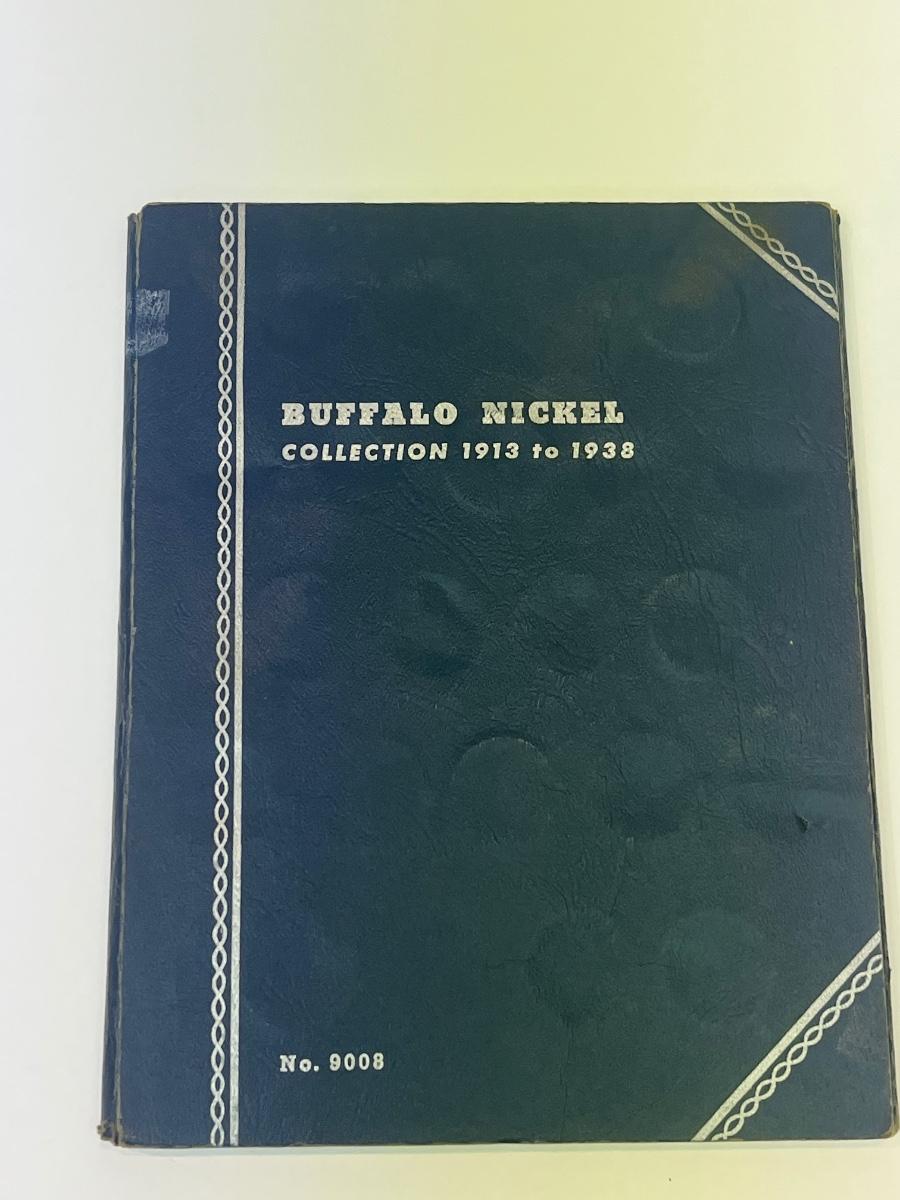 BUFFALO NICKEL
COLLECTION 1913 to 1938
No. 9008